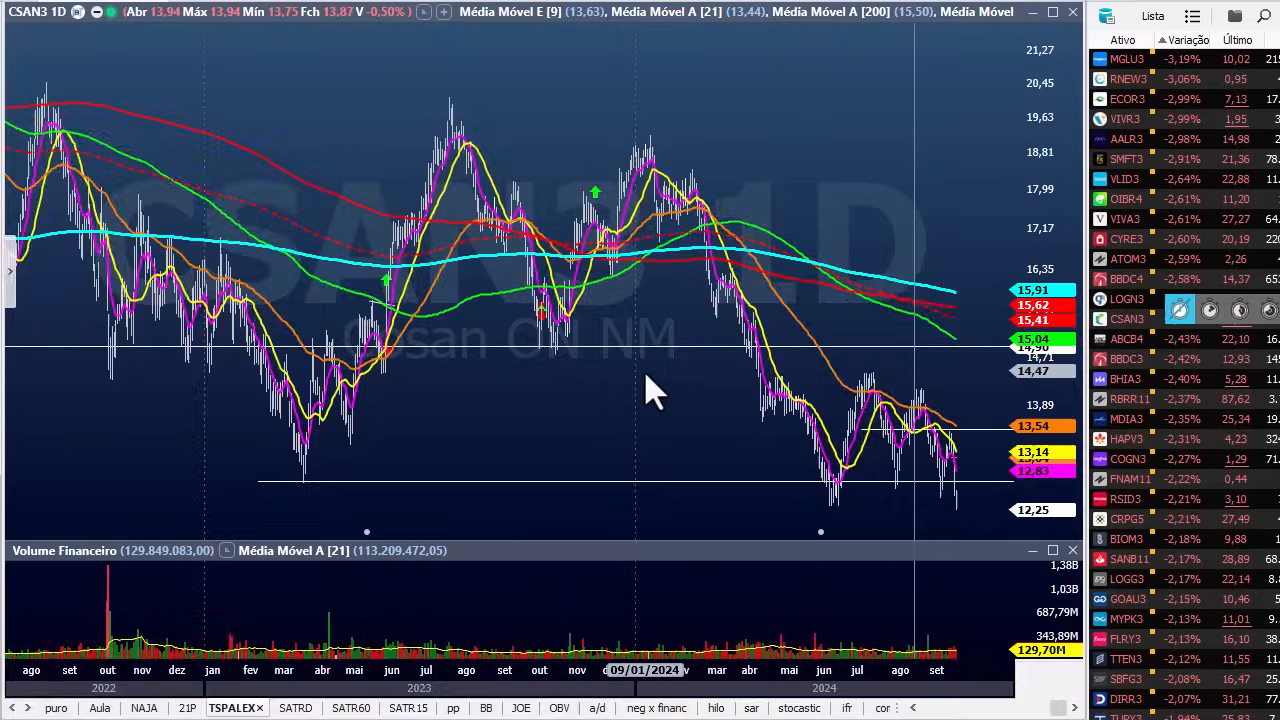 CSAN3 1D (Abr 13,94 Máx 13,94 Mín 13,75 Fch 13,87 V -0,50% ) Média Móvel E [9] (13,63), Média Móvel A [21] (13,44), Média Móvel A [200] (15,50), Média Móvel
CSAN3 1D
Cosan ON NM
21,27
20,45
19,63
18,81
17,99
17,17
16,35
15,91
15,62
15,41
15,04
14,90
14,71
14,47
13,89
13,54
13,14
12,83
12,25
Volume Financeiro (129.849.083,00) Média Móvel A [21] (113.209.472,05)
1,38B
1,03B
687,79M
343,89M
129,70M
ago set out nov dez jan fev mar abr mai jun jul ago set out nov 09/01/2024 mar abr mai jun jul ago set
2022 2023 2024
puro Aula NAJA 21P TSPALEX× SATRD SATR60 pp JOE a/d neg x financ hilo sar stochastic ifr
Lista
Ativo Variação Último
MGLU3 -3,19% 10,02
RNEW3 -3,06% 0,95
ECOR3 -2,99% 7,13
VIVR3 -2,99% 1,95
AALR3 -2,98% 14,98
SMFT3 -2,91% 21,36
VLID3 -2,64% 22,88
OIBR4 -2,61% 11,20
VIVA3 -2,61% 27,27
CYRE3 -2,60% 20,19
ATOM3 -2,59% 2,26
BBDC4 -2,58% 14,37
LOGN3
CSAN3
ABCB4 -2,43% 22,10
BBDC3 -2,42% 12,93
BHIA3 -2,40% 5,28
RBRR11 -2,37% 87,62
MDIA3 -2,35% 25,34
HAPV3 -2,31% 4,23
COGN3 -2,27% 1,29
FNAM11 -2,22% 0,44
RSID3 -2,21% 3,10
CRPG5 -2,21% 27,49
BIOM3 -2,18% 9,88
SANB11 -2,17% 28,89
LOGG3 -2,17% 22,14
GOAU3 -2,15% 10,46
MYPK3 -2,13% 11,01
FLRY3 -2,13% 16,10
TTEN3 -2,12% 11,55
SBFG3 -2,08% 16,47
DIRR3 -2,07% 31,21